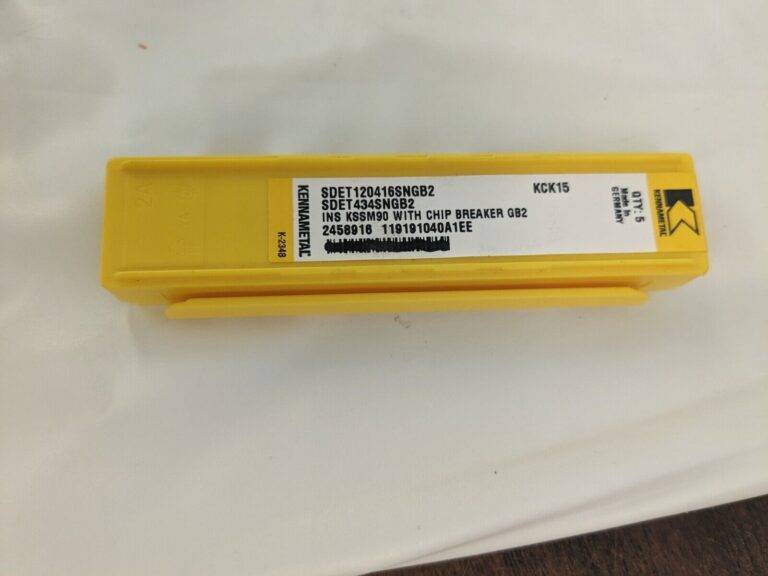 KENNAMETAL
K-2348
SDET120416SNGB2 KCK15
SDET434SNGB2
INS KSSM90 WITH CHIP BREAKER GB2
2458916 119191040A1EE
QTY: 5
Made In
GERMANY
KENNAMETAL